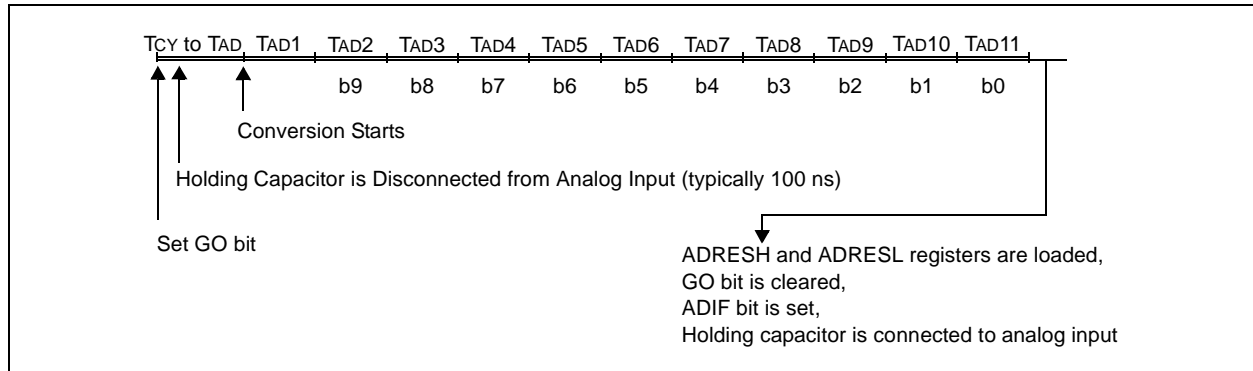 TCY to TAD TAD1 TAD2 TAD3 TAD4 TAD5 TAD6 TAD7 TAD8 TAD9 TAD10 TAD11
b9 b8 b7 b6 b5 b4 b3 b2 b1 b0
Conversion Starts
Holding Capacitor is Disconnected from Analog Input (typically 100 ns)
Set GO bit
ADRESH and ADRESL registers are loaded,
GO bit is cleared,
ADIF bit is set,
Holding capacitor is connected to analog input